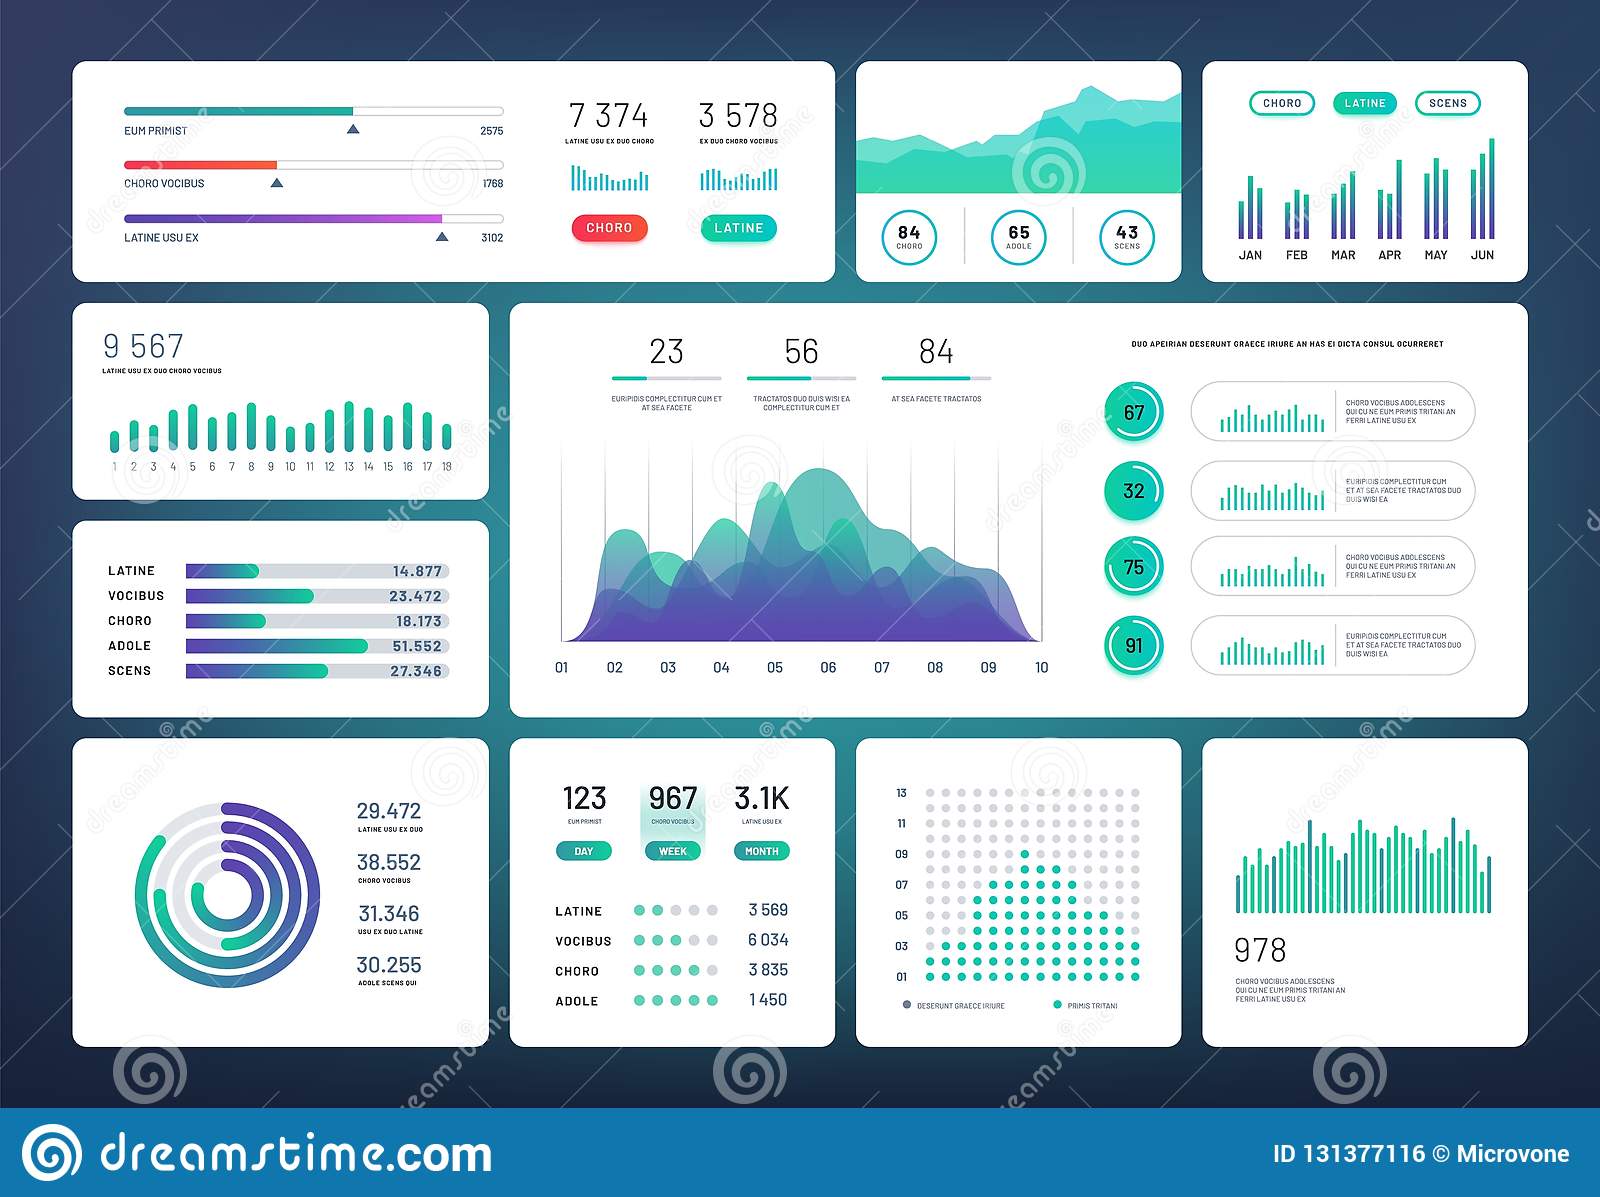 EUM PRIMIST 2575
CHORO VOCIBUS 1768
LATINE USU EX 3102
7 374
LATINE USU EX DUO CHORO
CHORO
3 578
EX DUO CHORO VOCIBUS
LATINE
84 CHORO
65 ADOLE
43 SCENS
CHORO LATINE SCENS
JAN FEB MAR APR MAY JUN
9 567
LATINE USU EX DUO CHORO VOCIBUS
1 2 3 4 5 6 7 8 9 10 11 12 13 14 15 16 17 18
23
EURIPIDIS COMPLECTITUR CUM ET
AT SEA FACETE
56
TRACTATOS DUO DUIS WISI EA
COMPLECTITUR CUM ET
84
AT SEA FACETE TRACTATOS
01 02 03 04 05 06 07 08 09 10
DUO APEIRIAN DESERUNT GRAECE IRIURE AN HAS EI DICTA CONSUL OCURRERET
67
CHORO VOCIBUS ADOLESCENS
QUI CU NE EUM PRIMIS TRITANI AN
FERRI LATINE USU EX
32
EURIPIDIS COMPLECTITUR CUM
ET AT SEA FACETE TRACTATOS DUO
DUIS WISI EA
75
CHORO VOCIBUS ADOLESCENS
QUI CU NE EUM PRIMIS TRITANI AN
FERRI LATINE USU EX
91
EURIPIDIS COMPLECTITUR CUM
ET AT SEA FACETE TRACTATOS DUO
DUIS WISI EA
LATINE 14.877
VOCIBUS 23.472
CHORO 18.173
ADOLE 51.552
SCENS 27.346
29.472
LATINE USU EX DUO
38.552
CHORO VOCIBUS
31.346
USU EX DUO LATINE
30.255
ADOLE SCENS QUI
123 967 3.1K
EUM PRIMIST CHORO VOCIBUS LATINE USU EX
DAY WEEK MONTH
LATINE 3 569
VOCIBUS 6 034
CHORO 3 835
ADOLE 1 450
13
11
09
07
05
03
01
DESERUNT GRAECE IRIURE PRIMIS TRITANI
978
CHORO VOCIBUS ADOLESCENS
QUI CU NE EUM PRIMIS TRITANI AN
FERRI LATINE USU EX
dreamstime.com
ID 131377116 © Microvone